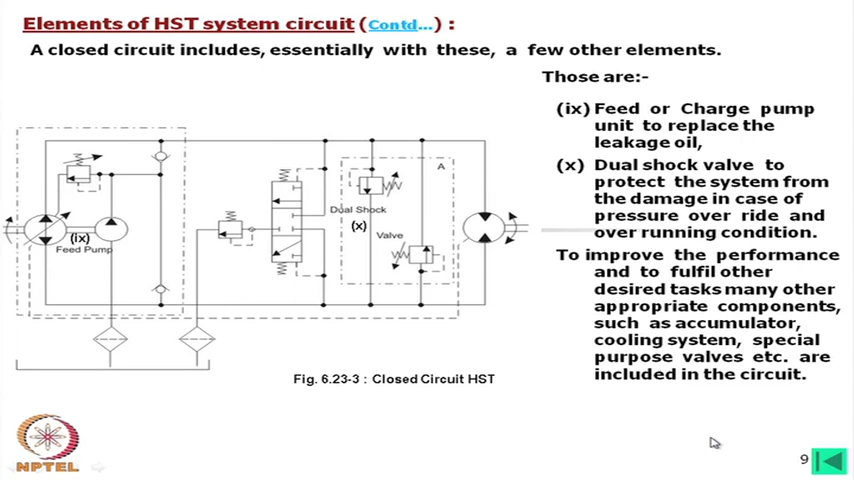 Elements of HST system circuit (Contd...) :
A closed circuit includes, essentially with these, a few other elements.
Those are:-
(ix) Feed or Charge pump
unit to replace the
leakage oil,
(x) Dual shock valve to
protect the system from
the damage in case of
pressure over ride and
over running condition.
To improve the performance
and to fulfil other
desired tasks many other
appropriate components,
such as accumulator,
cooling system, special
purpose valves etc. are
included in the circuit.
A
Dual Shock
(x)
Valve
(ix)
Feed Pump
Fig. 6.23-3 : Closed Circuit HST
NPTEL
9